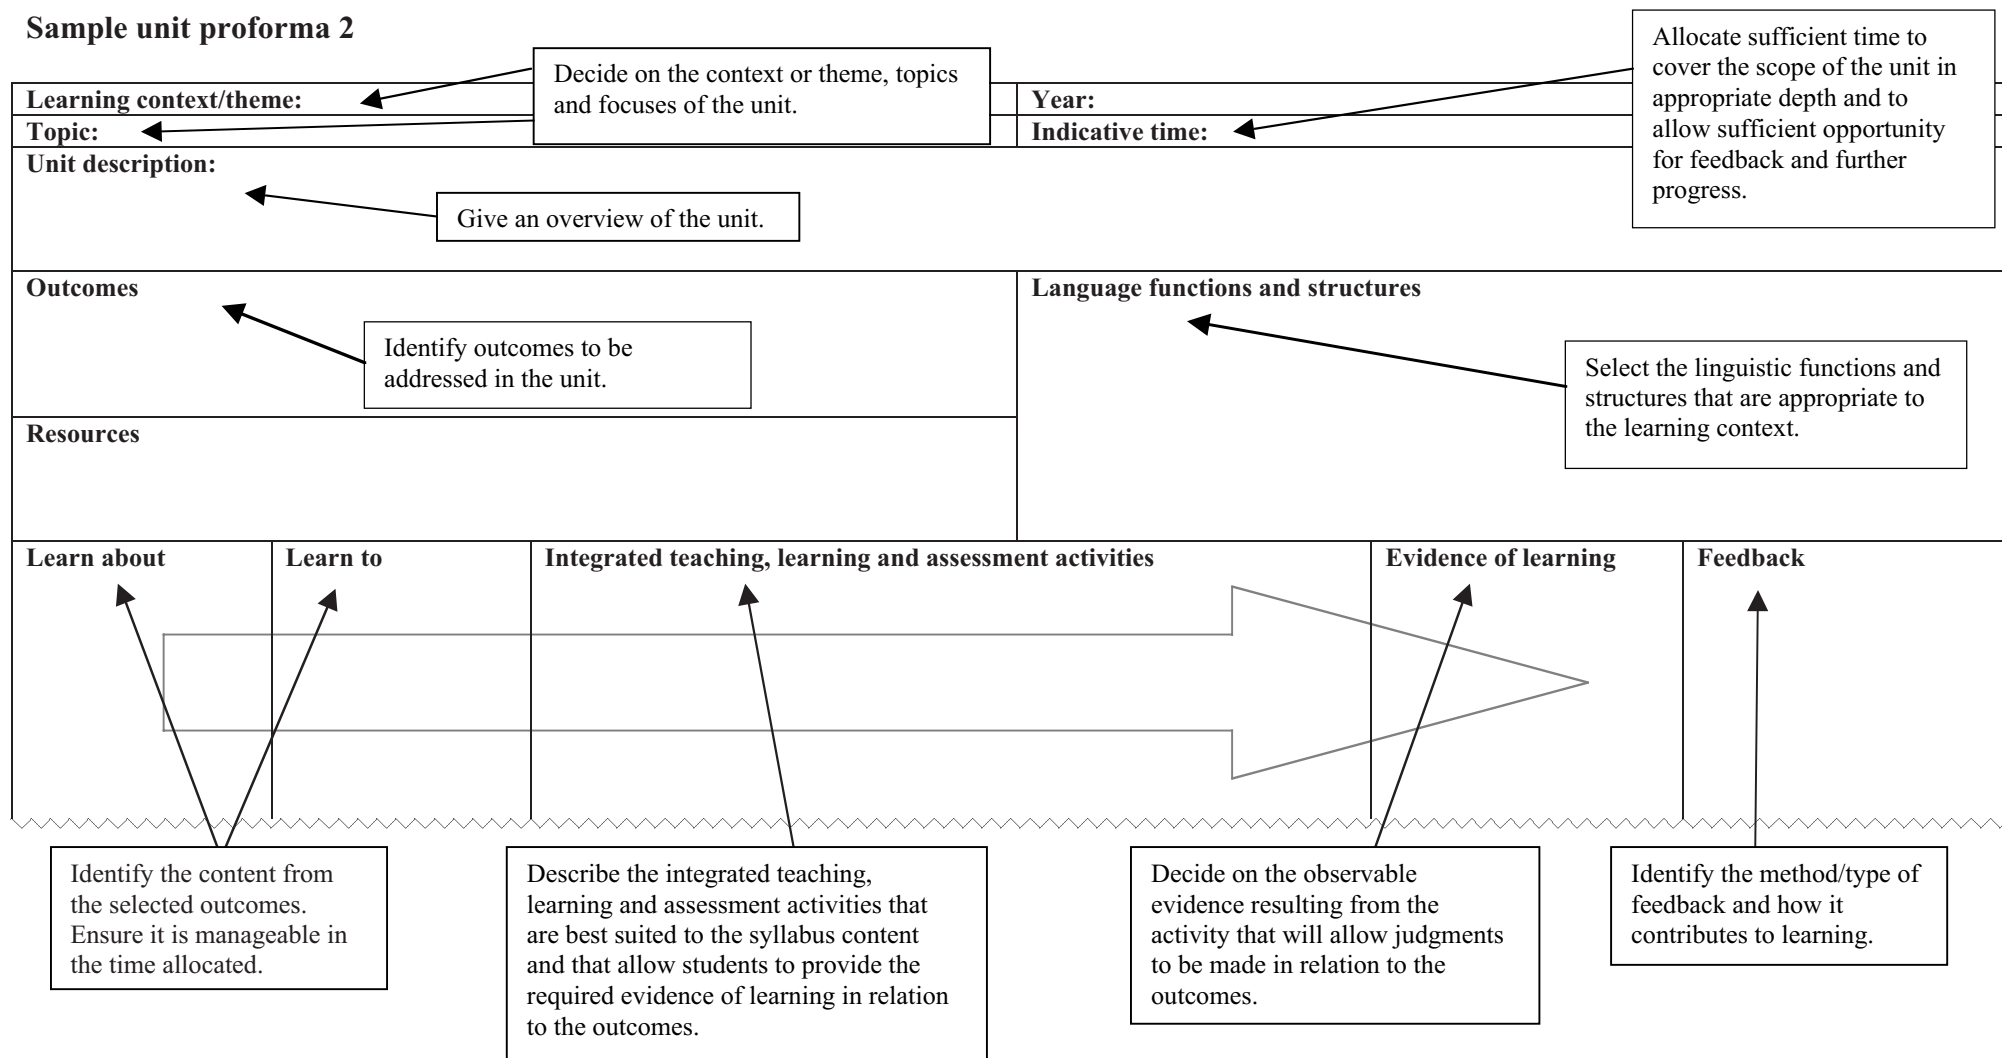 Sample unit proforma 2
Learning context/theme:
Decide on the context or theme, topics
and focuses of the unit.
Year:
Topic:
Indicative time:
Allocate sufficient time to
cover the scope of the unit in
appropriate depth and to
allow sufficient opportunity
for feedback and further
progress.
Unit description:
Give an overview of the unit.
Outcomes
Identify outcomes to be
addressed in the unit.
Language functions and structures
Select the linguistic functions and
structures that are appropriate to
the learning context.
Resources
Learn about
Learn to
Integrated teaching, learning and assessment activities
Evidence of learning
Feedback
Identify the content from
the selected outcomes.
Ensure it is manageable in
the time allocated.
Describe the integrated teaching,
learning and assessment activities that
are best suited to the syllabus content
and that allow students to provide the
required evidence of learning in relation
to the outcomes.
Decide on the observable
evidence resulting from the
activity that will allow judgments
to be made in relation to the
outcomes.
Identify the method/type of
feedback and how it
contributes to learning.